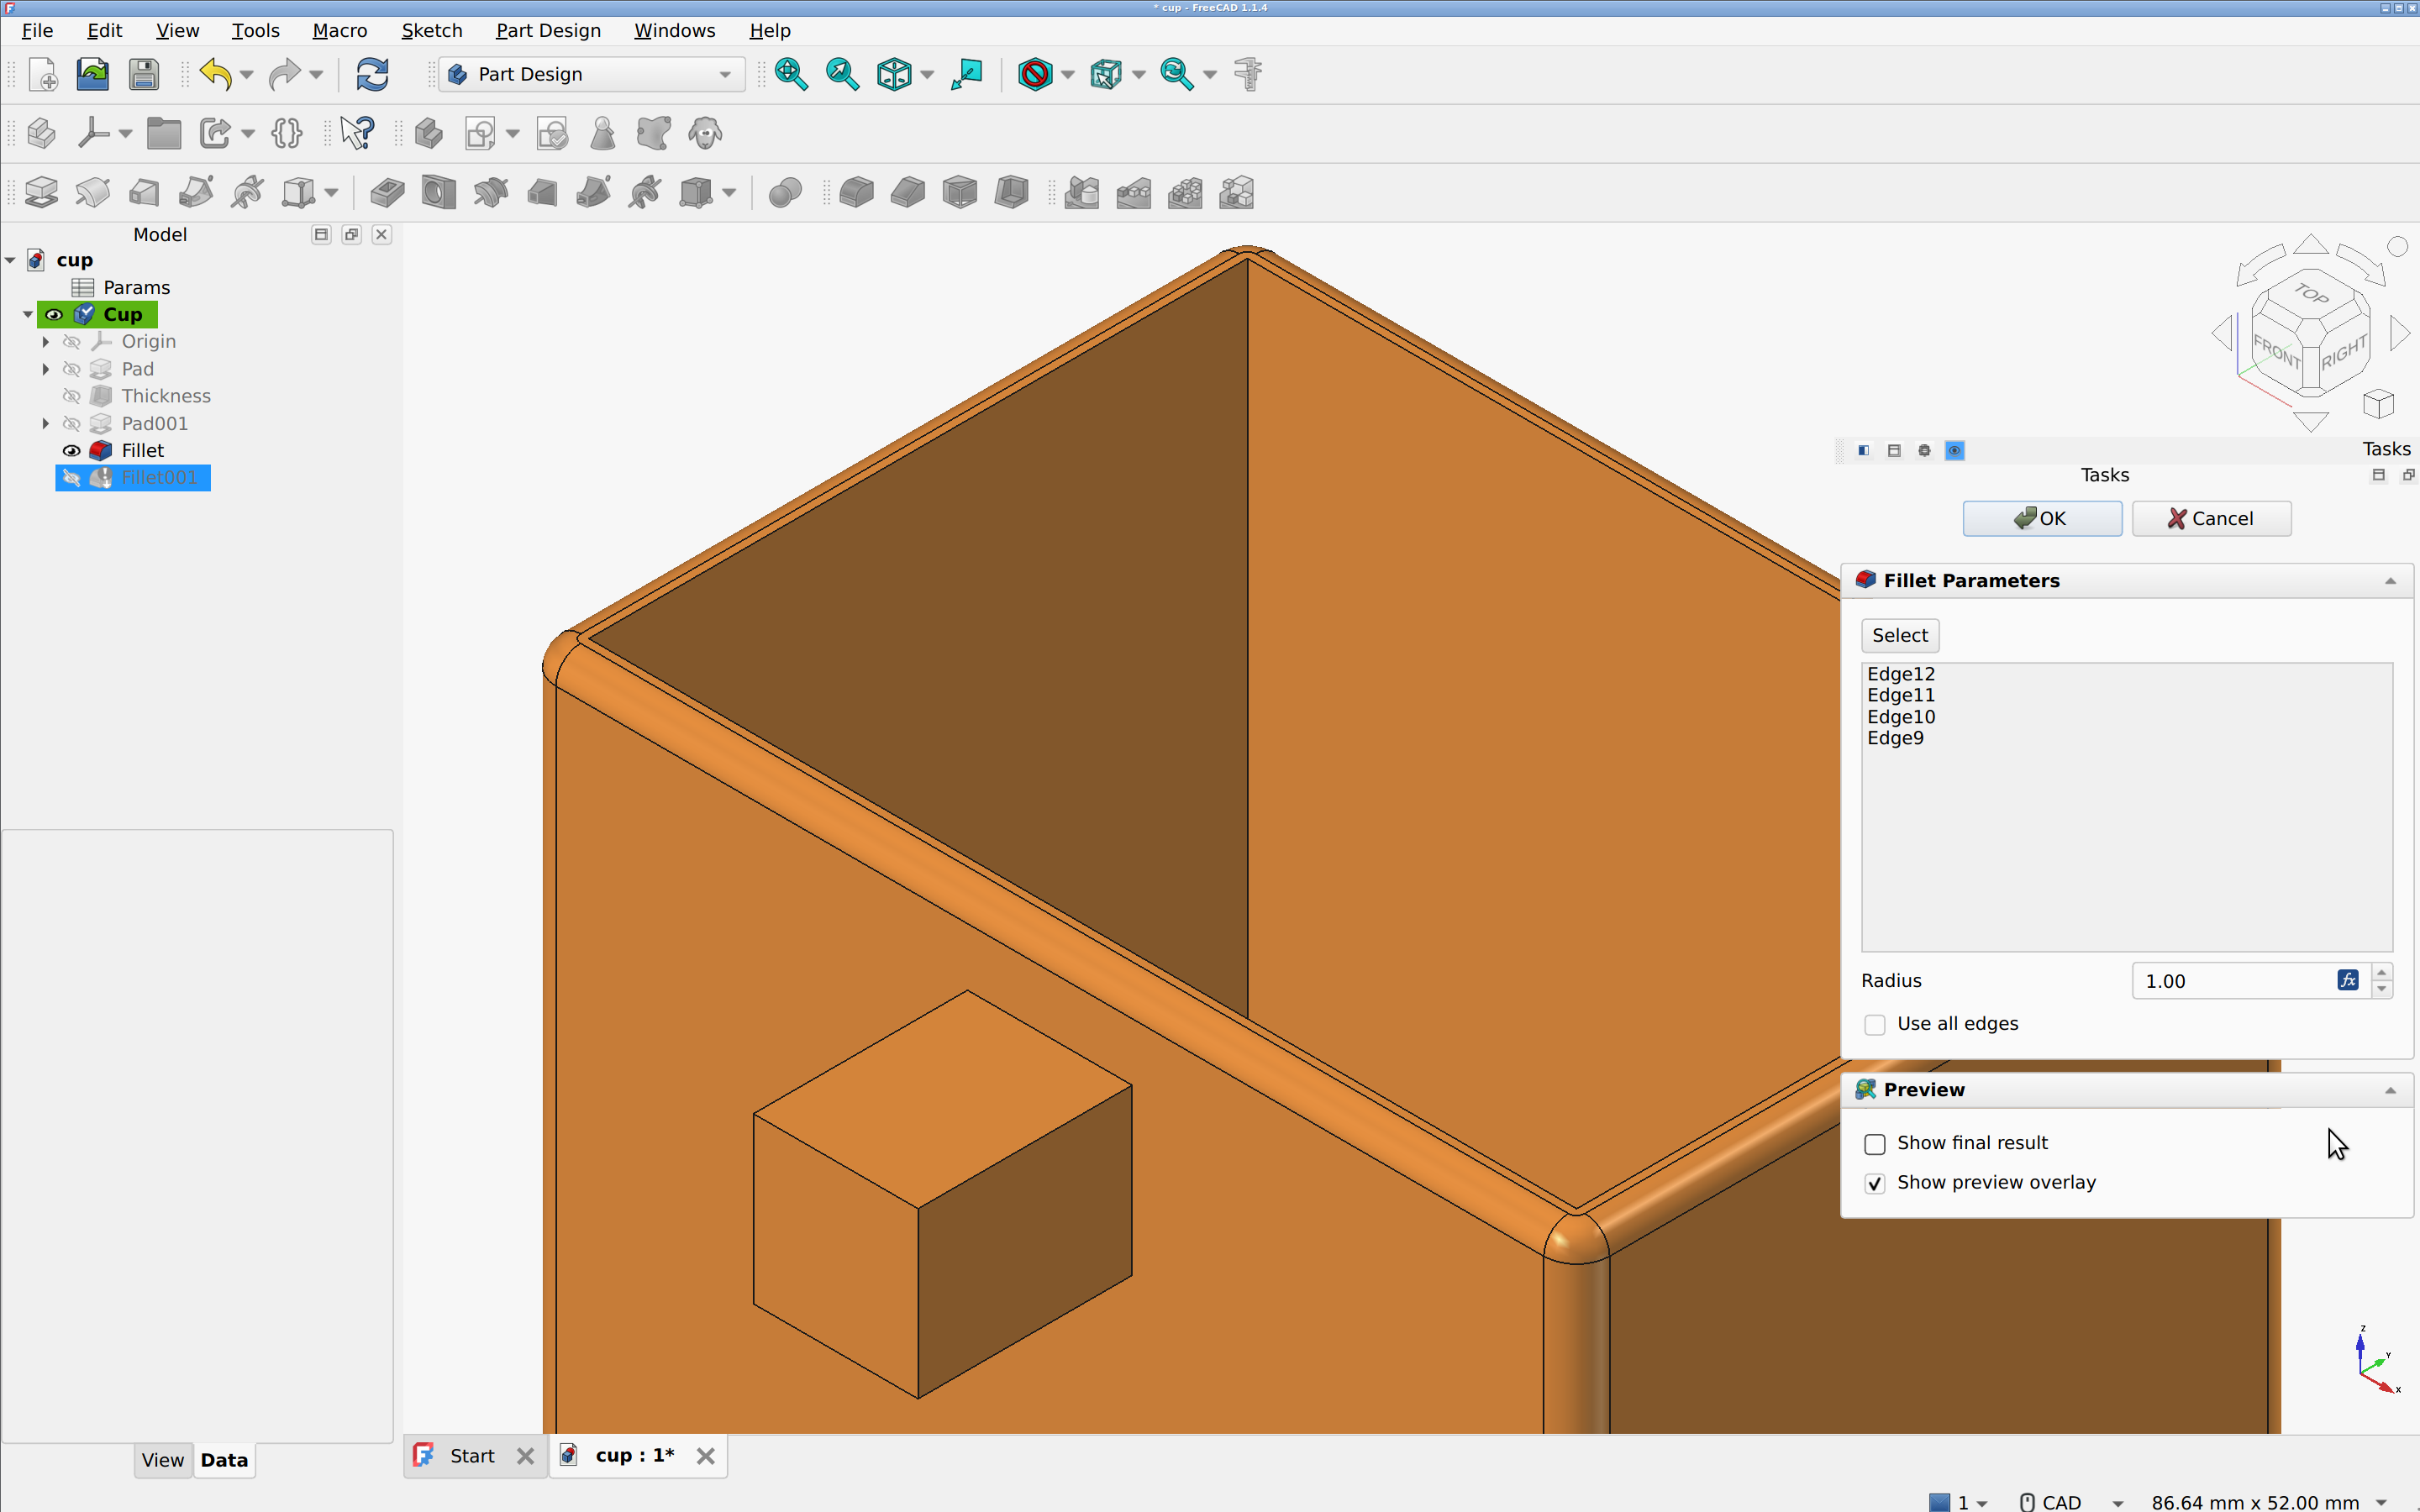 * cup - FreeCAD 1.1.4
File Edit View Tools Macro Sketch Part Design Windows Help
Part Design
Model
cup
Params
Cup
Origin
Pad
Thickness
Pad001
Fillet
Fillet001
TOP
FRONT
RIGHT
Tasks
Tasks
OK
Cancel
Fillet Parameters
Select
Edge12
Edge11
Edge10
Edge9
Radius
1.00
Use all edges
Preview
Show final result
Show preview overlay
Z
Y
X
View
Data
Start
cup : 1*
1
CAD
86.64 mm x 52.00 mm